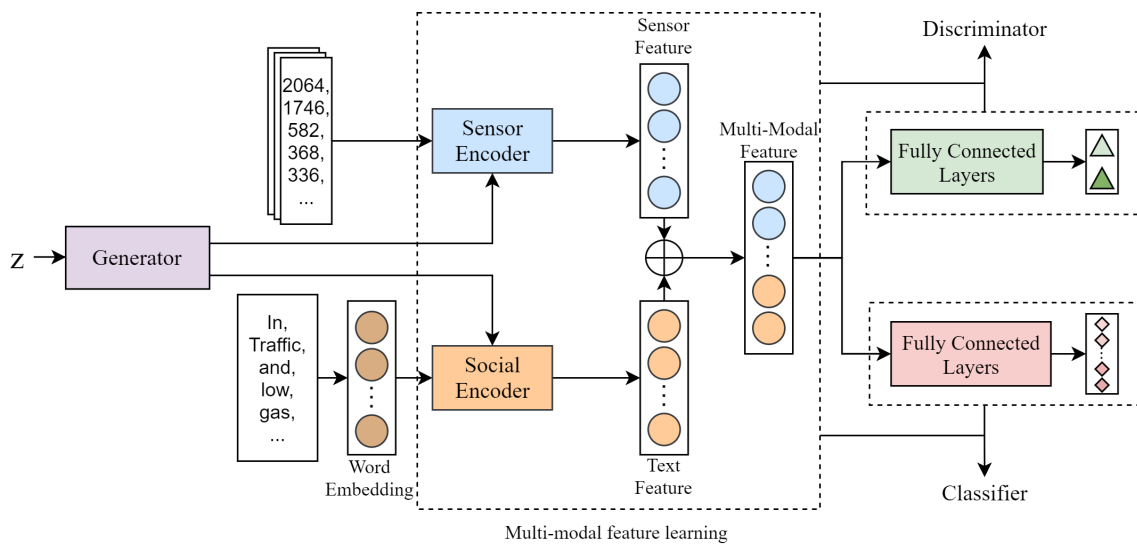 Sensor
Feature
Discriminator
2064,
1746,
582,
368,
336,
...
Sensor
Encoder
Multi-Modal
Feature
Fully Connected
Layers
z
Generator
In,
Traffic,
and,
low,
gas,
...
Word
Embedding
Social
Encoder
Text
Feature
Fully Connected
Layers
Classifier
Multi-modal feature learning